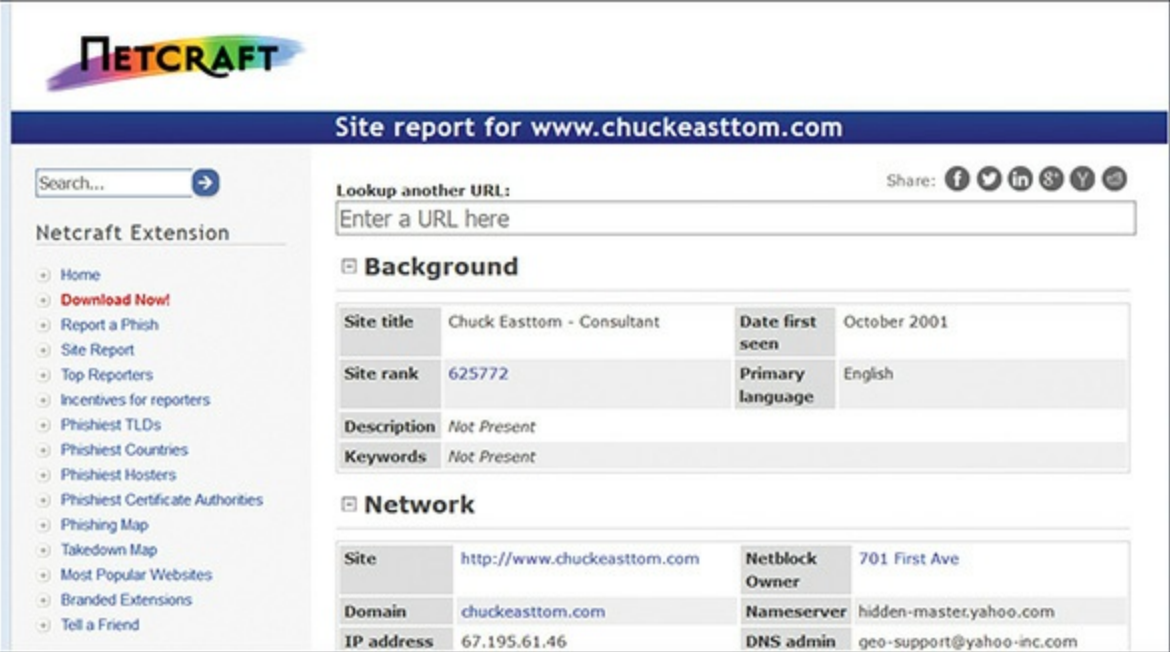 NETCRAFT
Site report for www.chuckeasttom.com
Search...
Netcraft Extension
Home
Download Now!
Report a Phish
Site Report
Top Reporters
Incentives for reporters
Phishiest TLDs
Phishiest Countries
Phishiest Hosters
Phishiest Certificate Authorities
Phishing Map
Takedown Map
Most Popular Websites
Branded Extensions
Tell a Friend
Share: f in g+ Y
Lookup another URL:
Enter a URL here
Background
Site title Chuck Easttom - Consultant Date first seen October 2001
Site rank 625772 Primary language English
Description Not Present
Keywords Not Present
Network
Site http://www.chuckeasttom.com Netblock Owner 701 First Ave
Domain chuckeasttom.com Nameserver hidden-master.yahoo.com
IP address 67.195.61.46 DNS admin geo-support@yahoo-inc.com